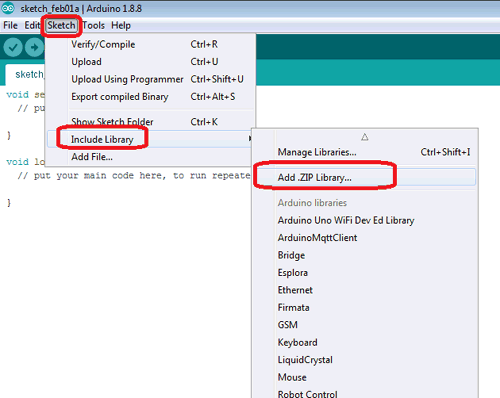 sketch_feb01a | Arduino 1.8.8
File Edit Sketch Tools Help
Verify/Compile Ctrl+R
Upload Ctrl+U
Upload Using Programmer Ctrl+Shift+U
Export compiled Binary Ctrl+Alt+S
Show Sketch Folder Ctrl+K
Include Library
Add File...
sketch_
void se
// pu
}
void lo
// put your main code here, to run repeate
}
Manage Libraries... Ctrl+Shift+I
Add .ZIP Library...
Arduino libraries
Arduino Uno WiFi Dev Ed Library
ArduinoMqttClient
Bridge
Esplora
Ethernet
Firmata
GSM
Keyboard
LiquidCrystal
Mouse
Robot Control